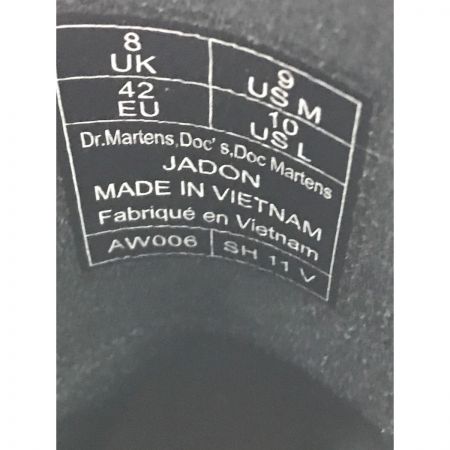 8 UK
9 US M
42 EU
10 US L
Dr.Martens,Doc's,Doc Martens
JADON
MADE IN VIETNAM
Fabriqué en Vietnam
AW006 SH 11 V